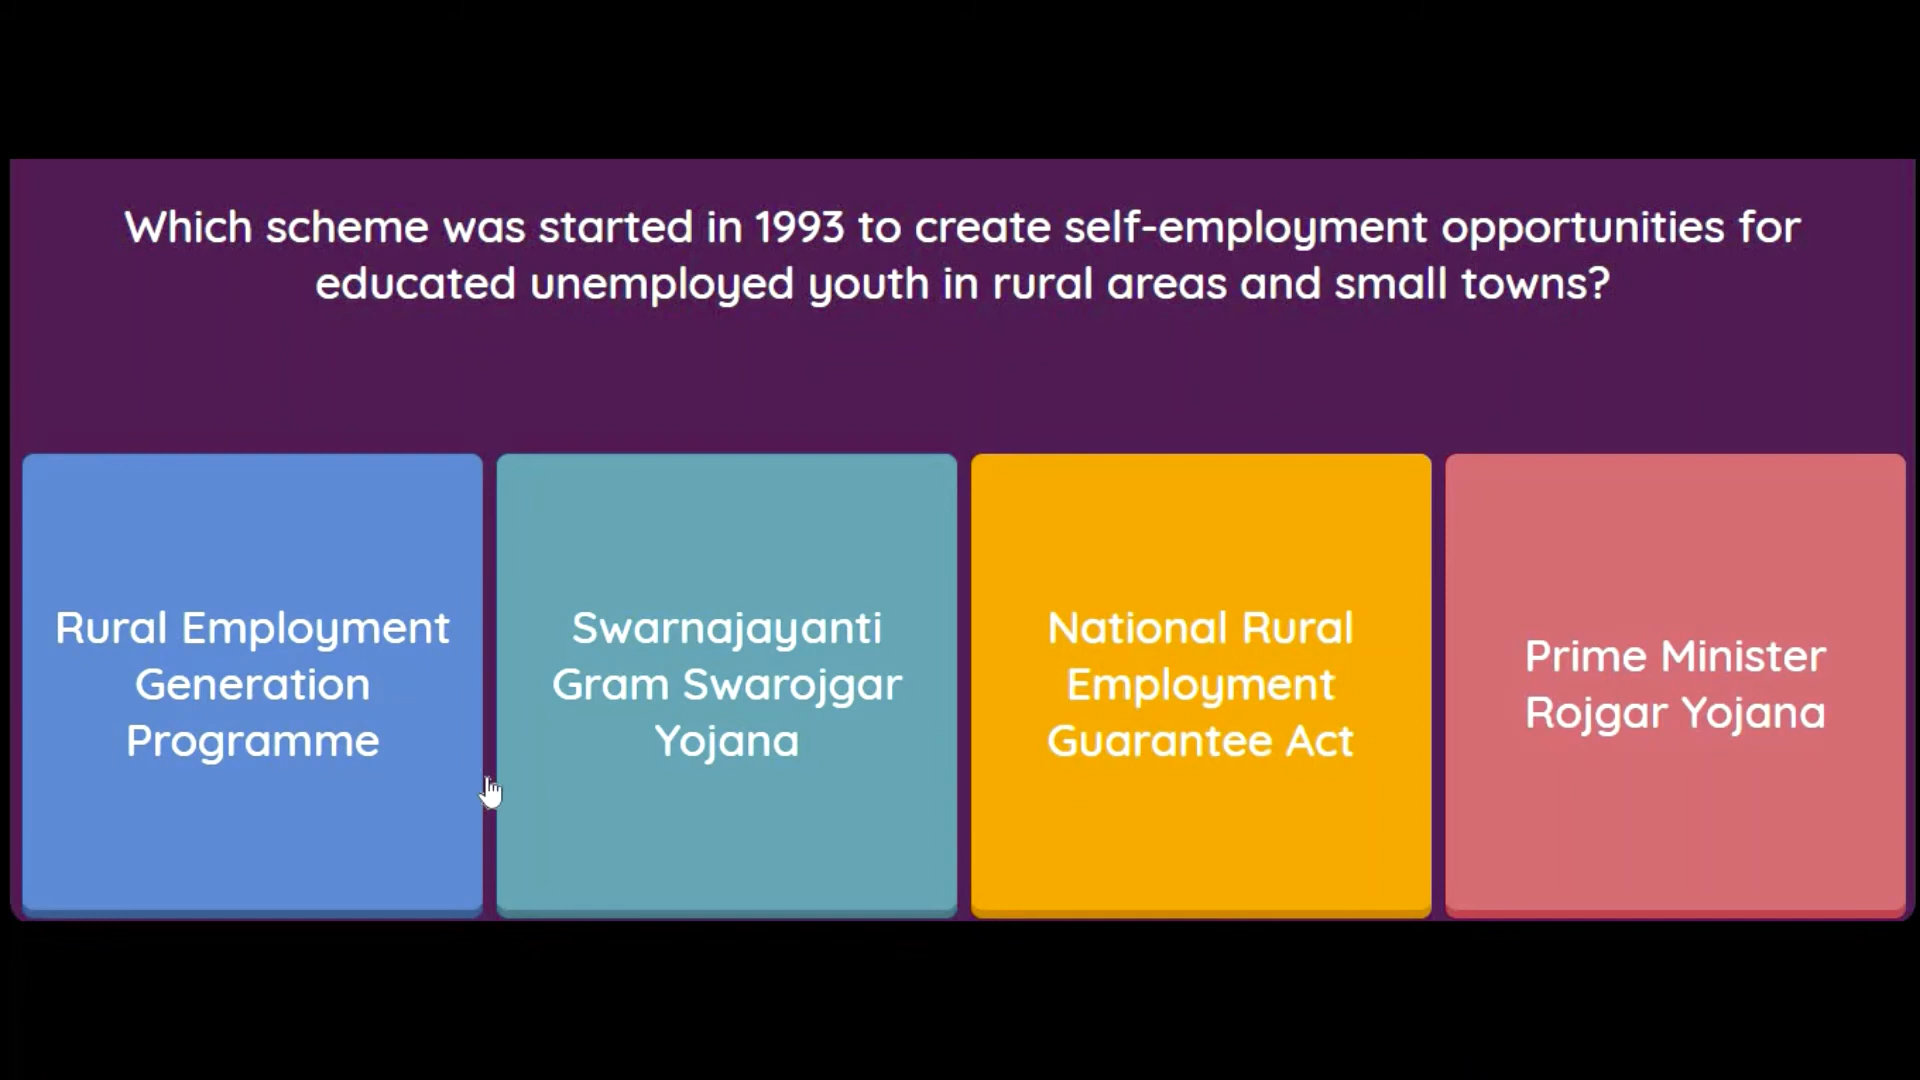 Which scheme was started in 1993 to create self-employment opportunities for
educated unemployed youth in rural areas and small towns?
Rural Employment
Generation
Programme
Swarnajayanti
Gram Swarojgar
Yojana
National Rural
Employment
Guarantee Act
Prime Minister
Rojgar Yojana